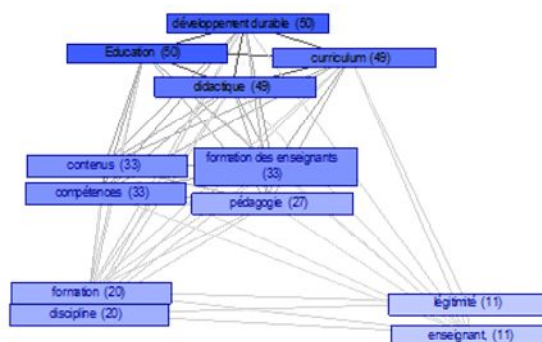 développement durable (50)
Education (50)
curriculum (49)
didactique (49)
contenus (33)
formation des enseignants
(33)
compétences (33)
pédagogie (27)
formation (20)
discipline (20)
légitimité (11)
enseignant, (11)